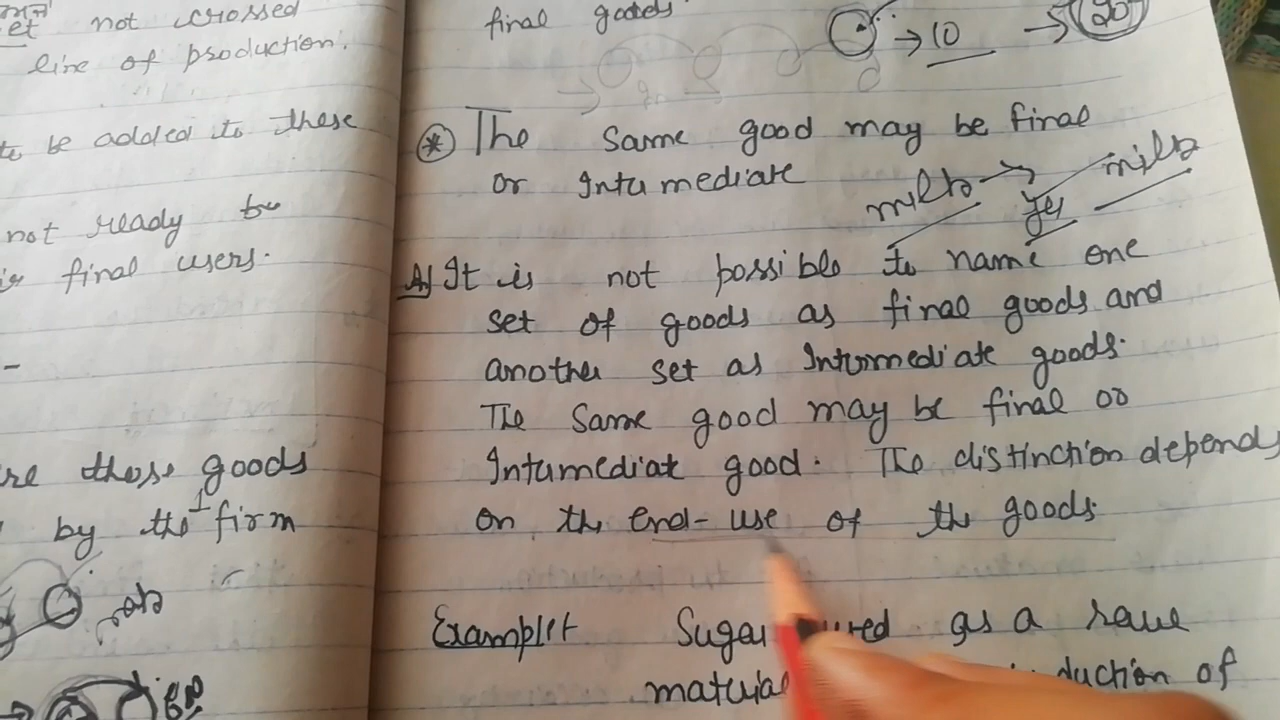 et not crossed
line of production.
to be added to these
not ready
final users.
-
re those goods
by the firm
final goods
→ 10 → 20
* The same good may be final
or Intermediate
milk → milk
A) It is not possible to name one
set of goods as final goods and
another set as Intermediate goods.
The same good may be final or
Intermediate good. The distinction depends
on the end-use of the goods
Example:- Sugar used as a raw
material duction of